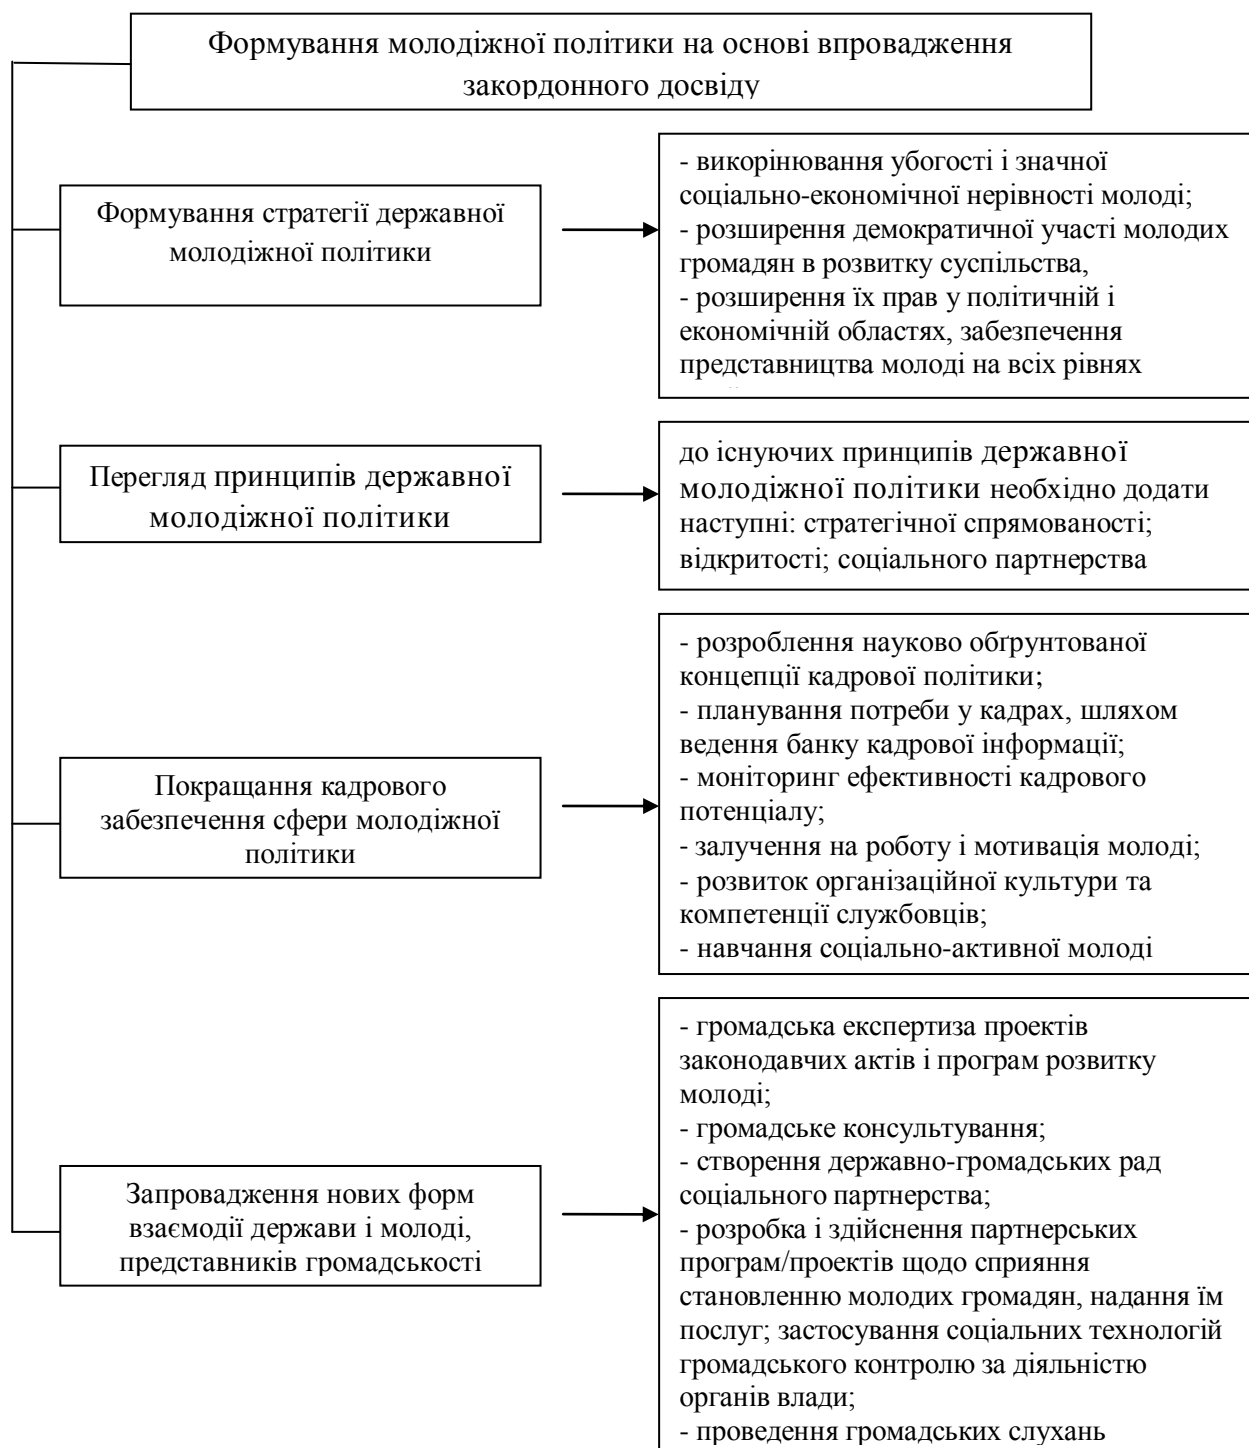 Формування молодіжної політики на основі впровадження
закордонного досвіду
Формування стратегії державної
молодіжної політики
- викорінювання убогості і значної
соціально-економічної нерівності молоді;
- розширення демократичної участі молодих
громадян в розвитку суспільства,
- розширення їх прав у політичній і
економічній областях, забезпечення
представництва молоді на всіх рівнях
Перегляд принципів державної
молодіжної політики
до існуючих принципів державної
молодіжної політики необхідно додати
наступні: стратегічної спрямованості;
відкритості; соціального партнерства
Покращання кадрового
забезпечення сфери молодіжної
політики
- розроблення науково обґрунтованої
концепції кадрової політики;
- планування потреби у кадрах, шляхом
ведення банку кадрової інформації;
- моніторинг ефективності кадрового
потенціалу;
- залучення на роботу і мотивація молоді;
- розвиток організаційної культури та
компетенції службовців;
- навчання соціально-активної молоді
Запровадження нових форм
взаємодії держави і молоді,
представників громадськості
- громадська експертиза проектів
законодавчих актів і програм розвитку
молоді;
- громадське консультування;
- створення державно-громадських рад
соціального партнерства;
- розробка і здійснення партнерських
програм/проектів щодо сприяння
становленню молодих громадян, надання їм
послуг; застосування соціальних технологій
громадського контролю за діяльністю
органів влади;
- проведення громадських слухань